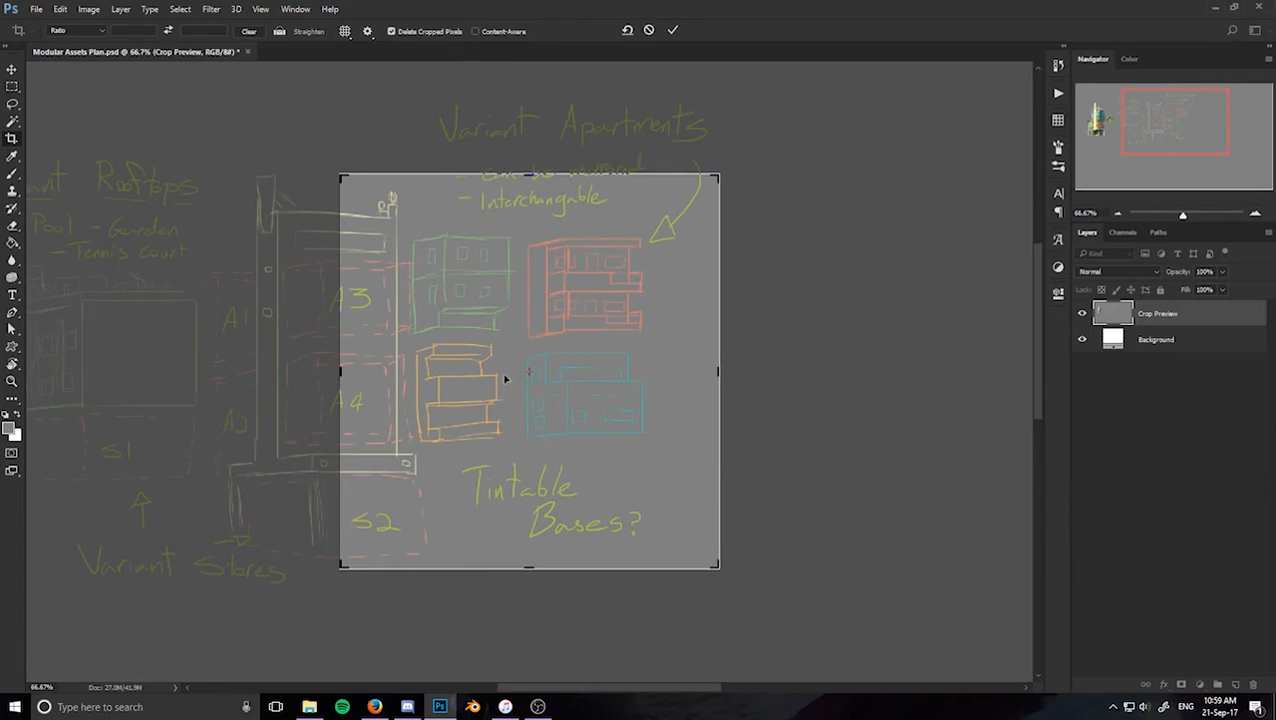 Ps File Edit Image Layer Type Select Filter 3D View Window Help
Ratio Clear Straighten Delete Cropped Pixels Content-Aware
Modular Assets Plan.psd @ 66.7% (Crop Preview, RGB/8#) * ×
Navigator Color
66.67%
Layers Channels Paths
Kind
Normal Opacity: 100%
Lock: Fill: 100%
Crop Preview
Background
Variant Apartments
- Interchangable
Rooftops
Pool - Garden
- Tennis court
A1
A3
A4
A2
S1
S2
Tintable
Bases?
Variant Stores
66.67% Doc: 27.0M/41.9M
Type here to search
ENG
10:59 AM
21-Sep-17